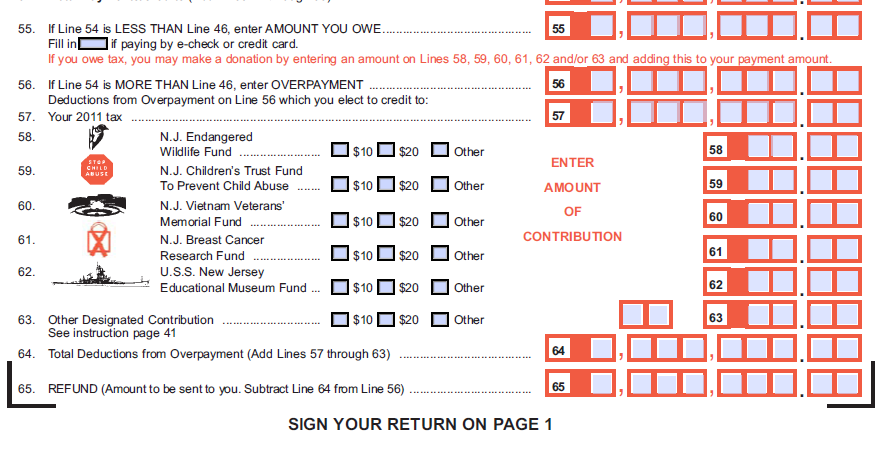 55. If Line 54 is LESS THAN Line 46, enter AMOUNT YOU OWE.............................................. 55
Fill in if paying by e-check or credit card.
If you owe tax, you may make a donation by entering an amount on Lines 58, 59, 60, 61, 62 and/or 63 and adding this to your payment amount.
56. If Line 54 is MORE THAN Line 46, enter OVERPAYMENT .................................................. 56
Deductions from Overpayment on Line 56 which you elect to credit to:
57. Your 2011 tax ......................................................................................................................... 57
58. N.J. Endangered
Wildlife Fund ......................... $10 $20 Other 58
STOP CHILD ABUSE
59. N.J. Children's Trust Fund
To Prevent Child Abuse ....... $10 $20 Other 59
60. N.J. Vietnam Veterans'
Memorial Fund ........................ $10 $20 Other 60
61. N.J. Breast Cancer
Research Fund ..................... $10 $20 Other 61
62. U.S.S. New Jersey
Educational Museum Fund ... $10 $20 Other 62
ENTER
AMOUNT
OF
CONTRIBUTION
63. Other Designated Contribution .............................. $10 $20 Other 63
See instruction page 41
64. Total Deductions from Overpayment (Add Lines 57 through 63) ........................................ 64
65. REFUND (Amount to be sent to you. Subtract Line 64 from Line 56) ..................................... 65
SIGN YOUR RETURN ON PAGE 1